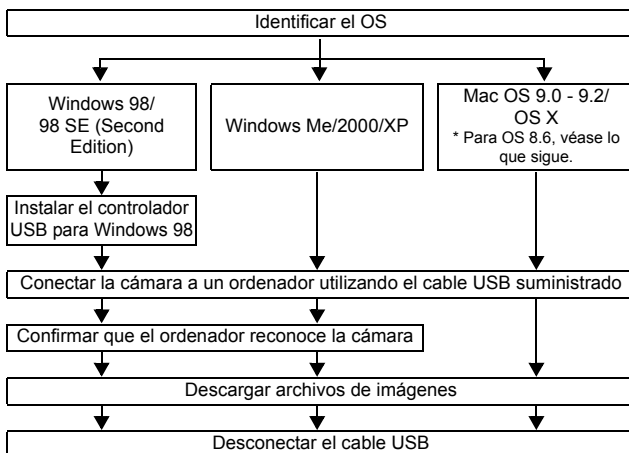 Identificar el OS
Windows 98/
98 SE (Second
Edition)
Windows Me/2000/XP
Mac OS 9.0 - 9.2/
OS X
* Para OS 8.6, véase lo
que sigue.
Instalar el controlador
USB para Windows 98
Conectar la cámara a un ordenador utilizando el cable USB suministrado
Confirmar que el ordenador reconoce la cámara
Descargar archivos de imágenes
Desconectar el cable USB